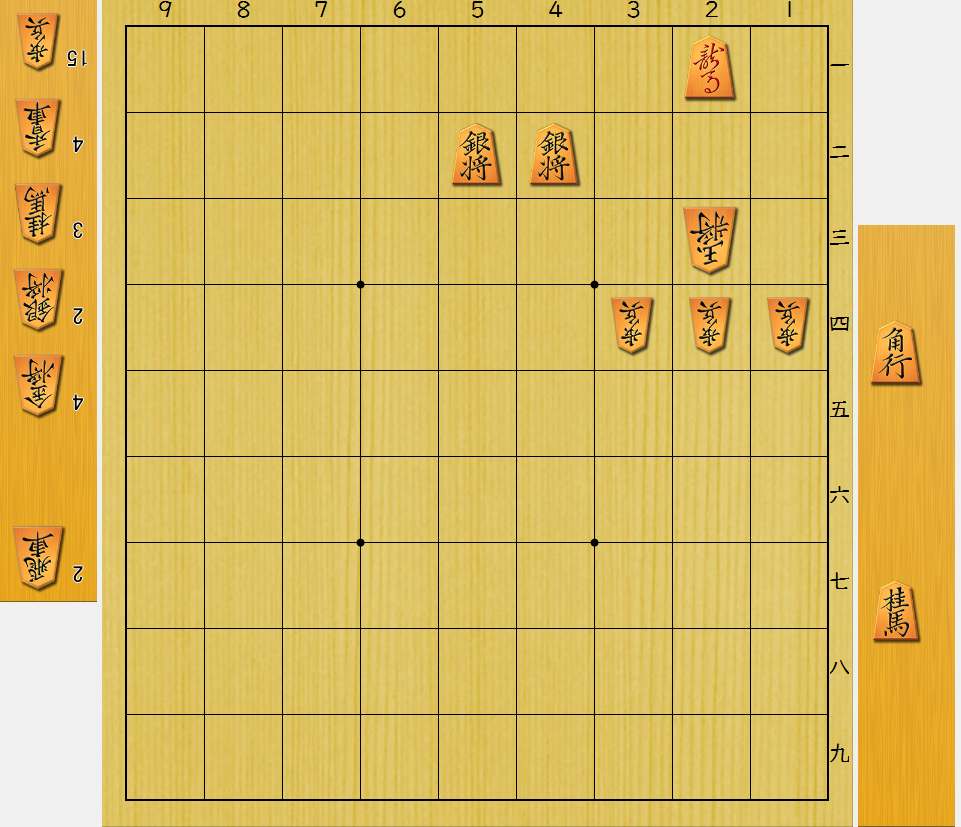 9 8 7 6 5 4 3 2 1
歩兵 15
香車 4
桂馬 3
銀将 2
金将 4
飛車 2
龍馬 一
銀将 銀将 二
玉将 三
歩兵 歩兵 歩兵 四
五
六
七
八
九
角行
桂馬